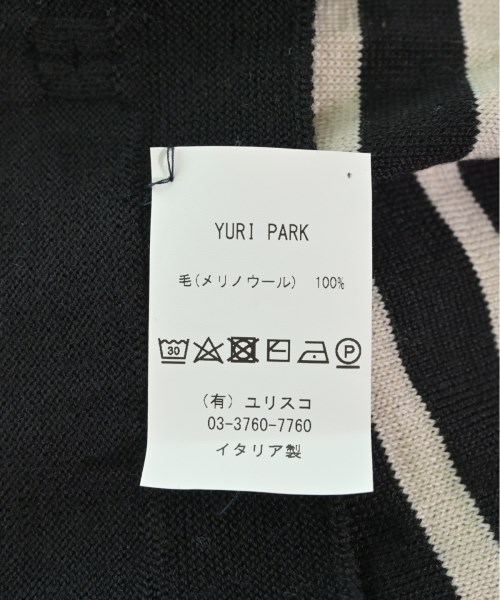 YURI PARK
毛(メリノウール) 100%
30 P
(有) ユリスコ
03-3760-7760
イタリア製